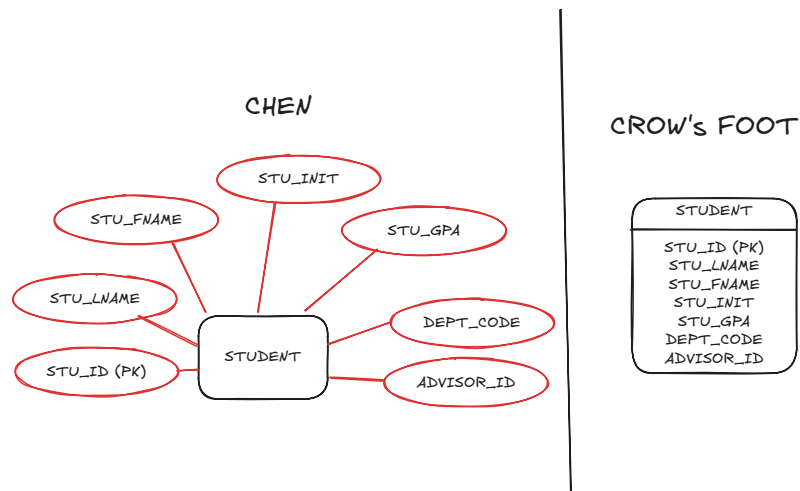 CHEN
STU_INIT
STU_FNAME
STU_GPA
STU_LNAME
DEPT_CODE
STUDENT
STU_ID (PK)
ADVISOR_ID
CROW's FOOT
STUDENT
STU_ID (PK)
STU_LNAME
STU_FNAME
STU_INIT
STU_GPA
DEPT_CODE
ADVISOR_ID